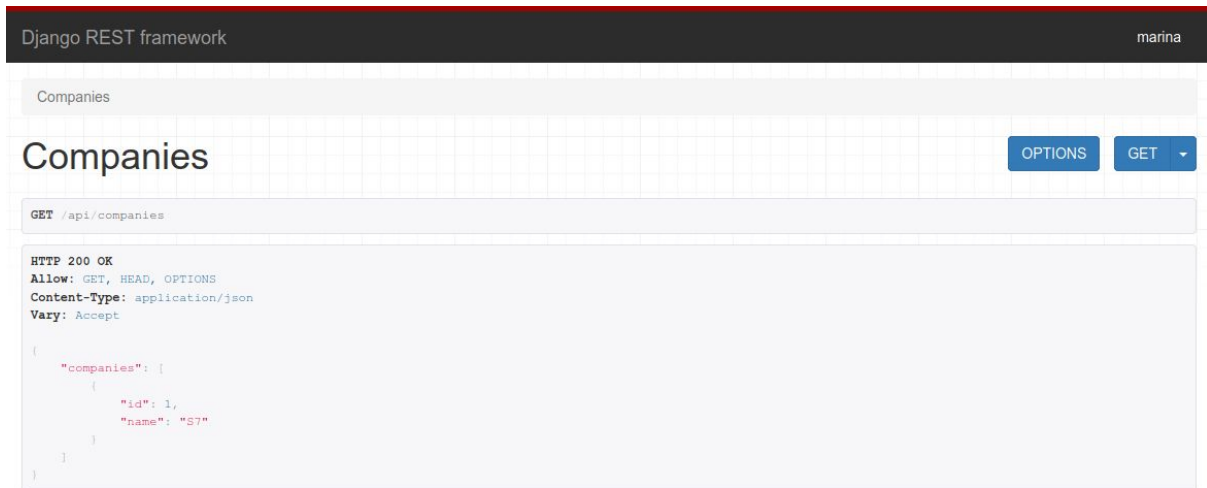 Django REST framework
marina
Companies
Companies
OPTIONS
GET
GET /api/companies
HTTP 200 OK
Allow: GET, HEAD, OPTIONS
Content-Type: application/json
Vary: Accept
{
    "companies": [
        {
            "id": 1,
            "name": "S7"
        }
    ]
}